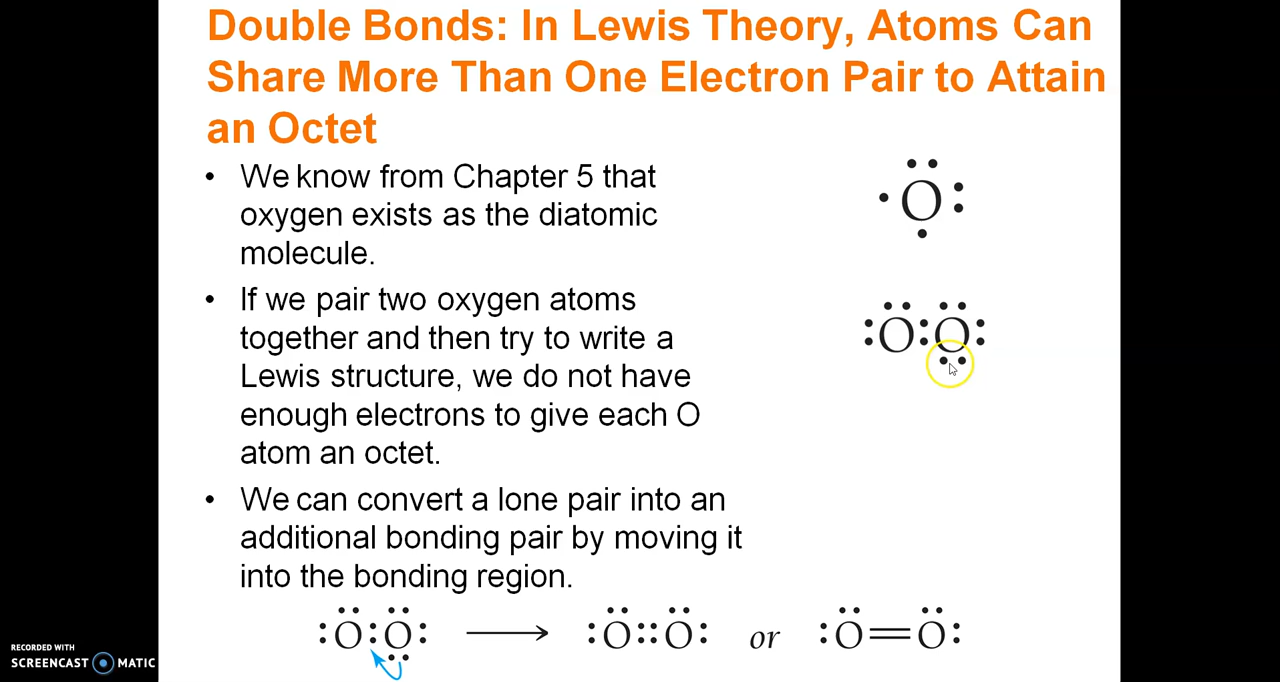 Double Bonds: In Lewis Theory, Atoms Can
Share More Than One Electron Pair to Attain
an Octet
• We know from Chapter 5 that
oxygen exists as the diatomic
molecule.
• If we pair two oxygen atoms
together and then try to write a
Lewis structure, we do not have
enough electrons to give each O
atom an octet.
• We can convert a lone pair into an
additional bonding pair by moving it
into the bonding region.
O
O:O
:O:O: → :O::O: or :O=O:
RECORDED WITH
SCREENCAST MATIC